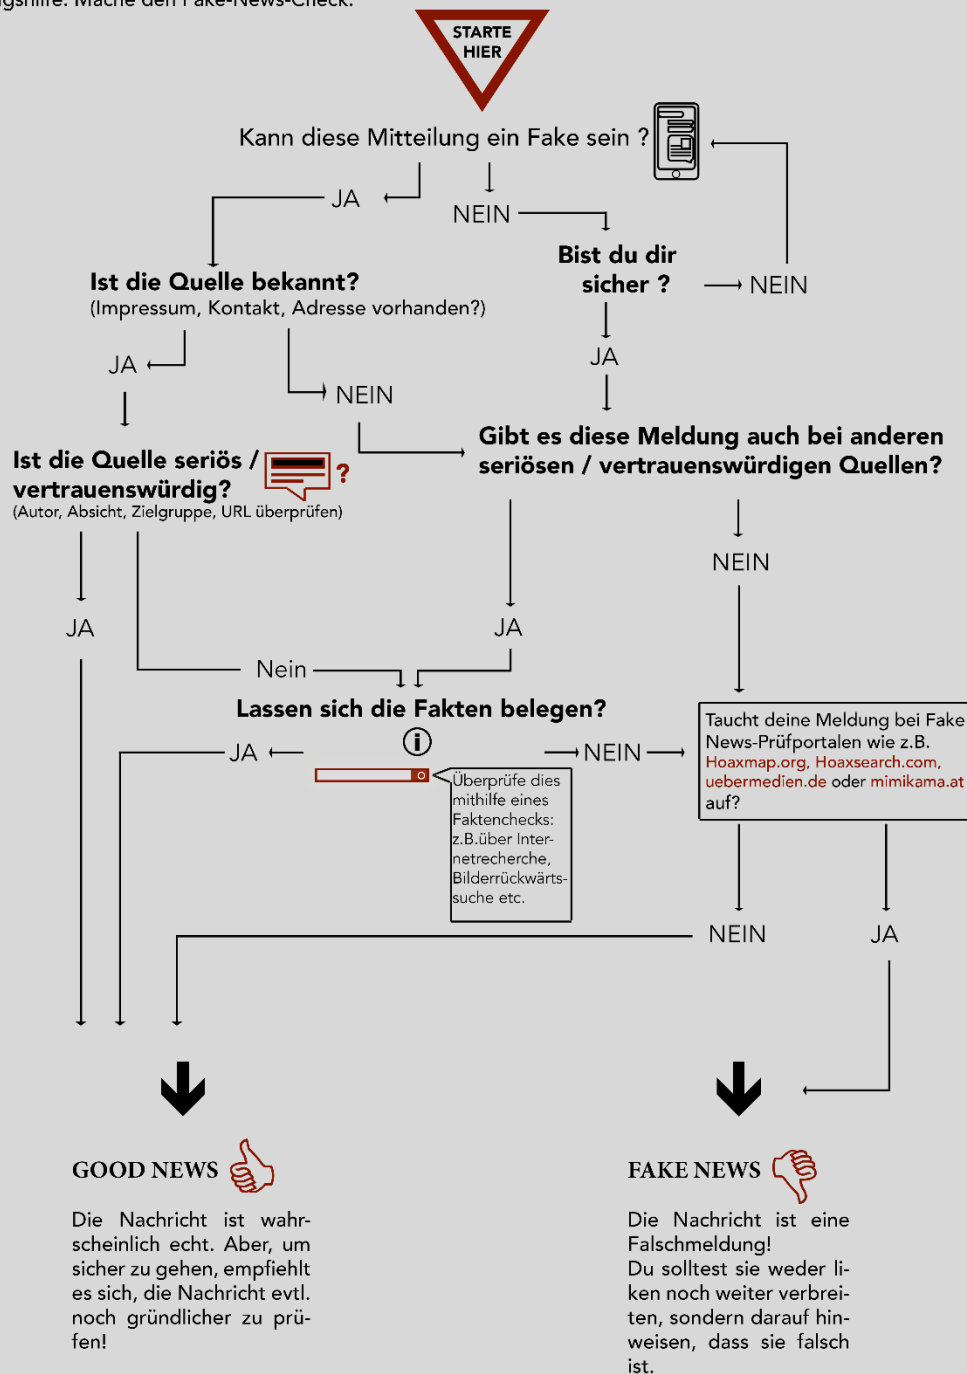 Mache den Fake-News-Check.
STARTE
HIER
Kann diese Mitteilung ein Fake sein ?
JA
NEIN
Bist du dir
sicher ?
NEIN
Ist die Quelle bekannt?
(Impressum, Kontakt, Adresse vorhanden?)
JA
NEIN
JA
Gibt es diese Meldung auch bei anderen
seriösen / vertrauenswürdigen Quellen?
Ist die Quelle seriös /
vertrauenswürdig?
?
(Autor, Absicht, Zielgruppe, URL überprüfen)
NEIN
JA
JA
Nein
Lassen sich die Fakten belegen?
i
JA
NEIN
Taucht deine Meldung bei Fake
News-Prüfportalen wie z.B.
Hoaxmap.org, Hoaxsearch.com,
uebermedien.de oder mimikama.at
auf?
Überprüfe dies
mithilfe eines
Faktenchecks:
z.B.über Inter-
netrecherche,
Bilderrückwärts-
suche etc.
NEIN
JA
GOOD NEWS
Die Nachricht ist wahr-
scheinlich echt. Aber, um
sicher zu gehen, empfiehlt
es sich, die Nachricht evtl.
noch gründlicher zu prü-
fen!
FAKE NEWS
Die Nachricht ist eine
Falschmeldung!
Du solltest sie weder li-
ken noch weiter verbrei-
ten, sondern darauf hin-
weisen, dass sie falsch
ist.